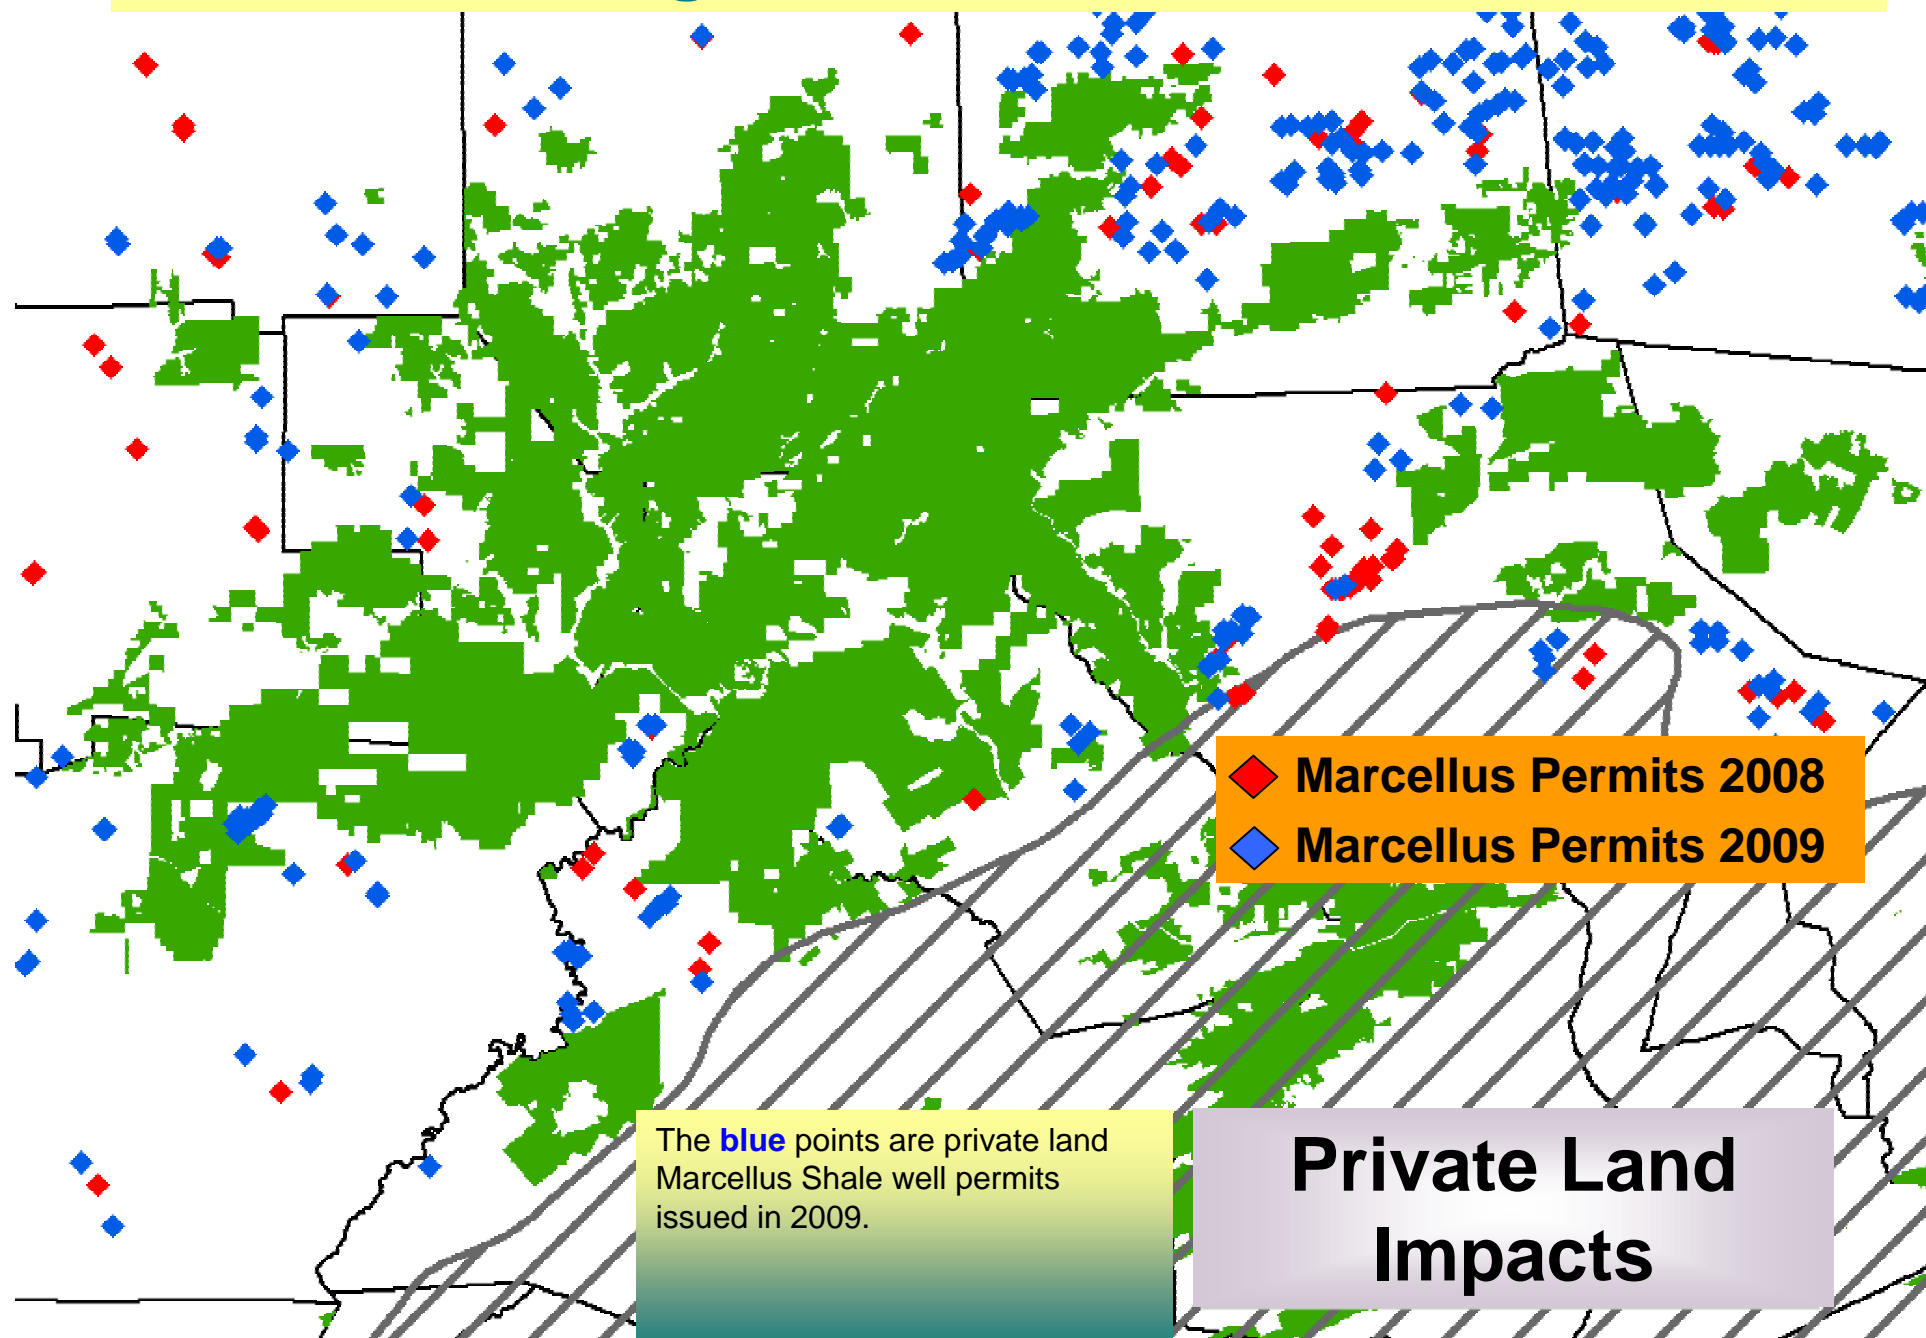 Marcellus Permits 2008
Marcellus Permits 2009
The blue points are private land
Marcellus Shale well permits
issued in 2009.
Private Land
Impacts